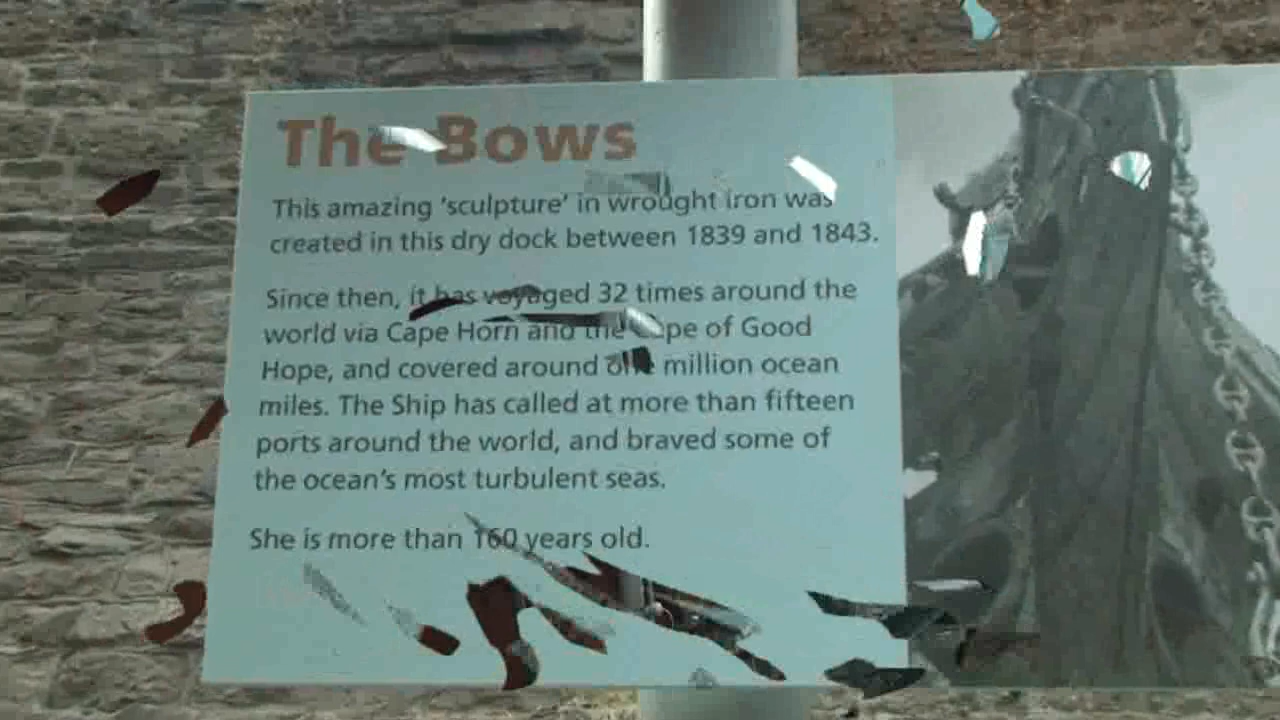 The Bows
This amazing 'sculpture' in wrought iron was
created in this dry dock between 1839 and 1843.
Since then, it has voyaged 32 times around the
world via Cape Horn and the Cape of Good
Hope, and covered around one million ocean
miles. The Ship has called at more than fifteen
ports around the world, and braved some of
the ocean's most turbulent seas.
She is more than 160 years old.